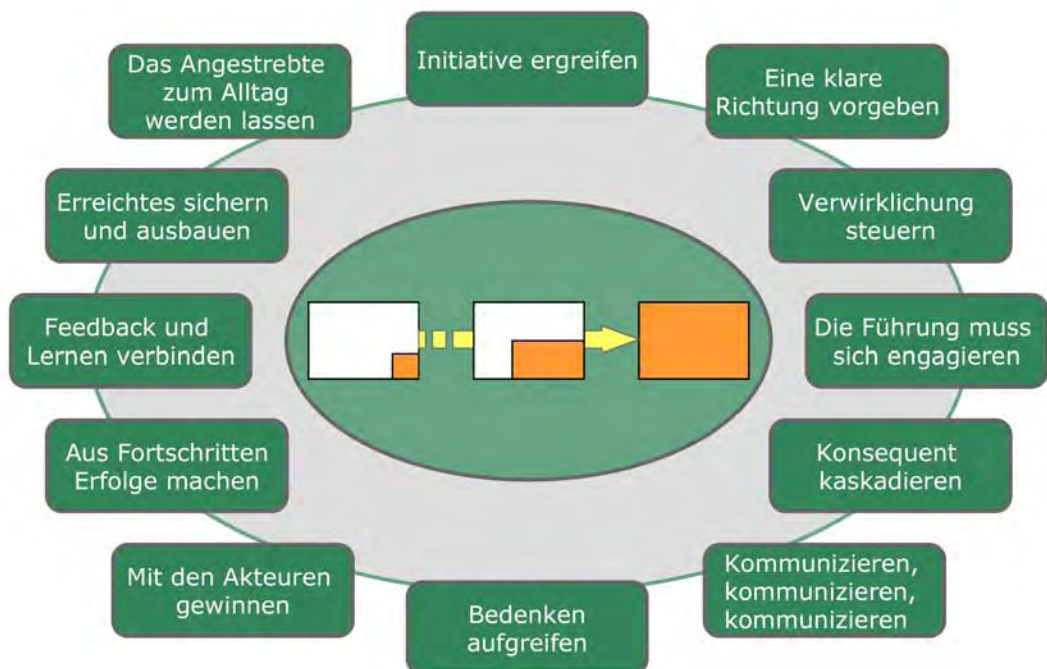 Initiative ergreifen
Eine klare
Richtung vorgeben
Verwirklichung
steuern
Die Führung muss
sich engagieren
Konsequent
kaskadieren
Kommunizieren,
kommunizieren,
kommunizieren
Bedenken
aufgreifen
Mit den Akteuren
gewinnen
Aus Fortschritten
Erfolge machen
Feedback und
Lernen verbinden
Erreichtes sichern
und ausbauen
Das Angestrebte
zum Alltag
werden lassen